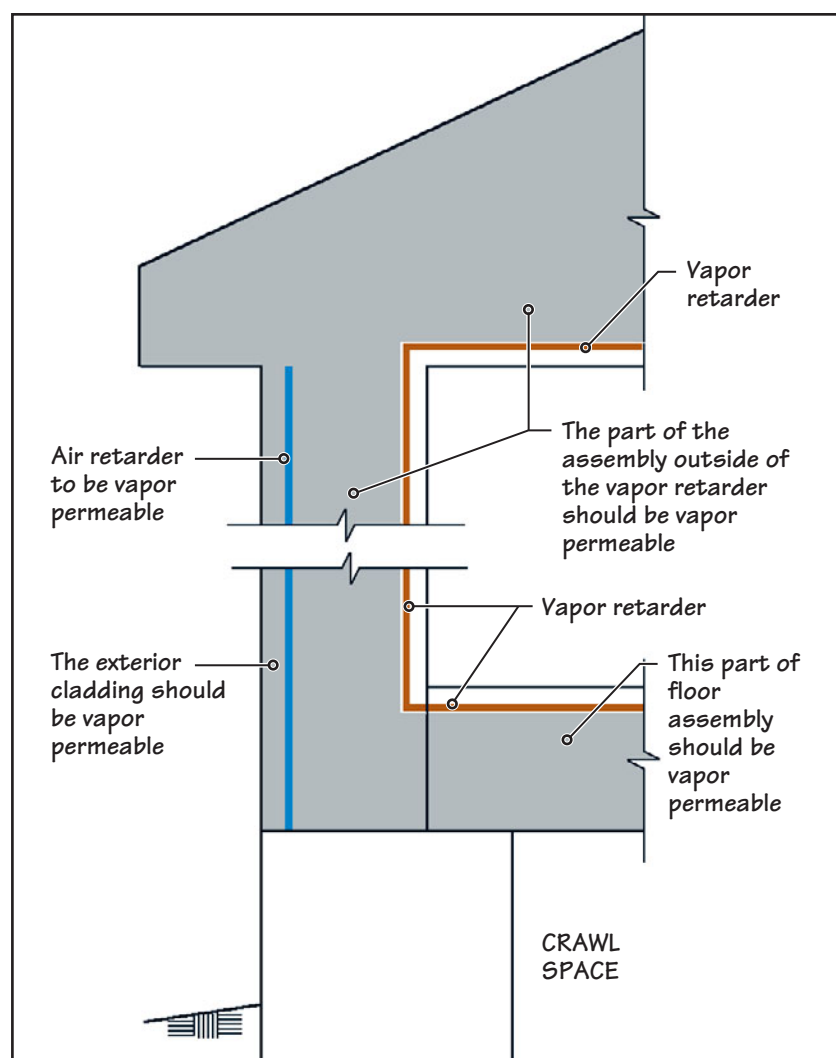 Vapor
retarder
Air retarder
to be vapor
permeable
The part of the
assembly outside of
the vapor retarder
should be vapor
permeable
Vapor retarder
The exterior
cladding should
be vapor
permeable
This part of
floor
assembly
should be
vapor
permeable
CRAWL
SPACE